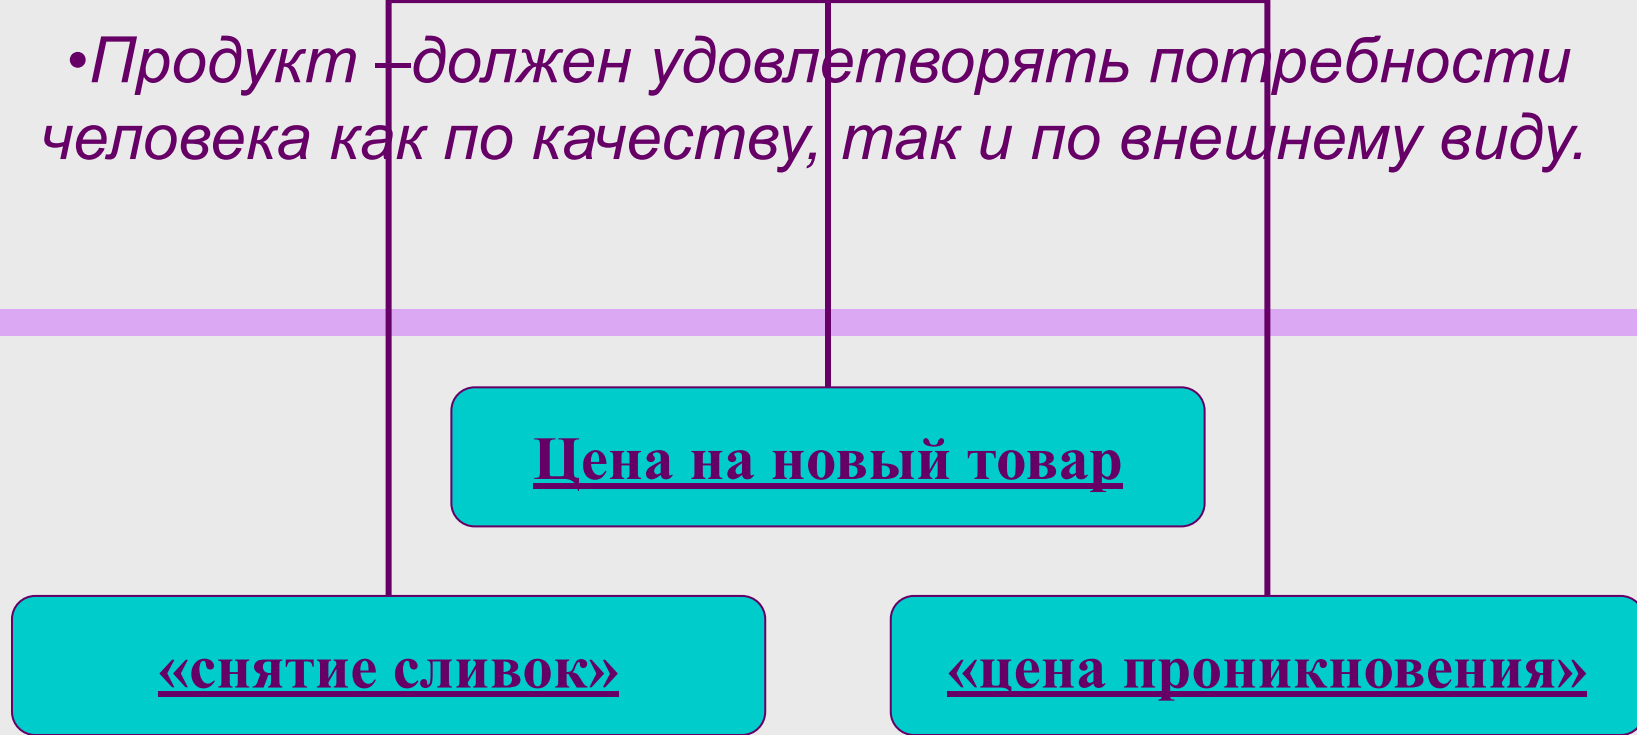 •Продукт –должен удовлетворять потребности
человека как по качеству, так и по внешнему виду.
Цена на новый товар
«снятие сливок»
«цена проникновения»